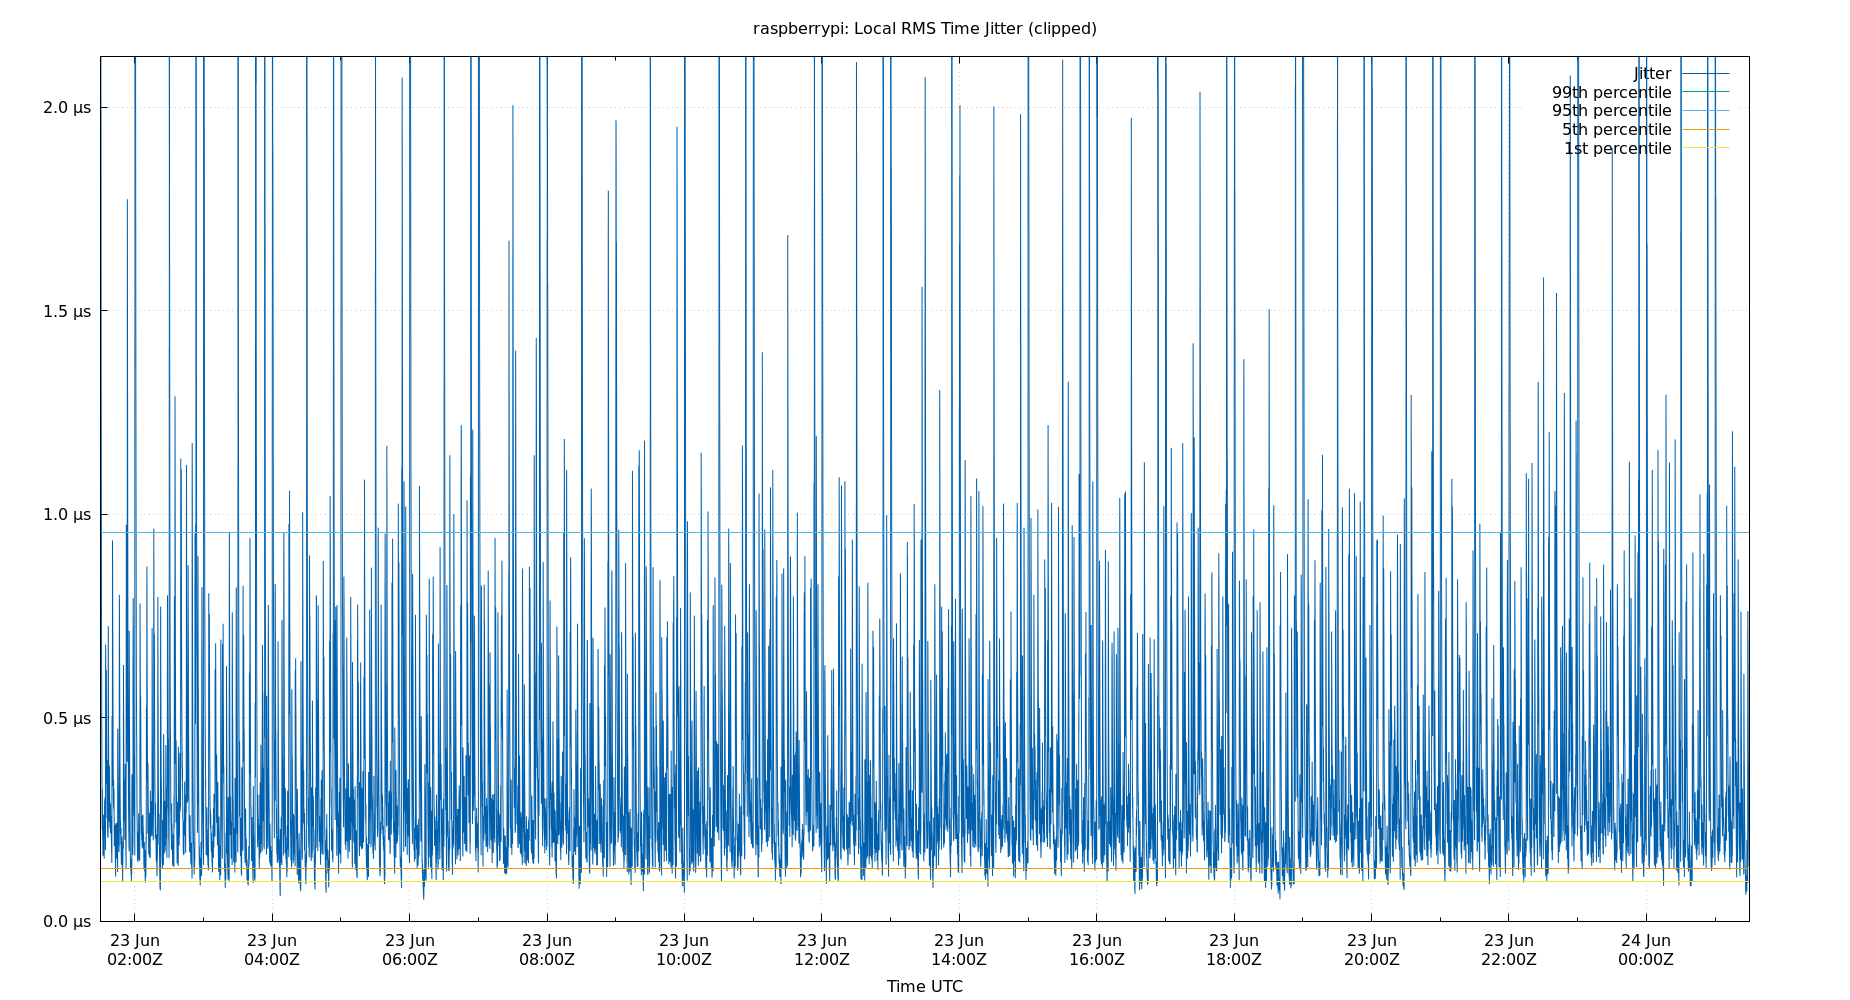 raspberrypi: Local RMS Time Jitter (clipped)
Jitter
99th percentile
95th percentile
5th percentile
1st percentile
2.0 µs
1.5 µs
1.0 µs
0.5 µs
0.0 µs
23 Jun 23 Jun 23 Jun 23 Jun 23 Jun 23 Jun 23 Jun 23 Jun 23 Jun 23 Jun 23 Jun 24 Jun
02:00Z 04:00Z 06:00Z 08:00Z 10:00Z 12:00Z 14:00Z 16:00Z 18:00Z 20:00Z 22:00Z 00:00Z
Time UTC